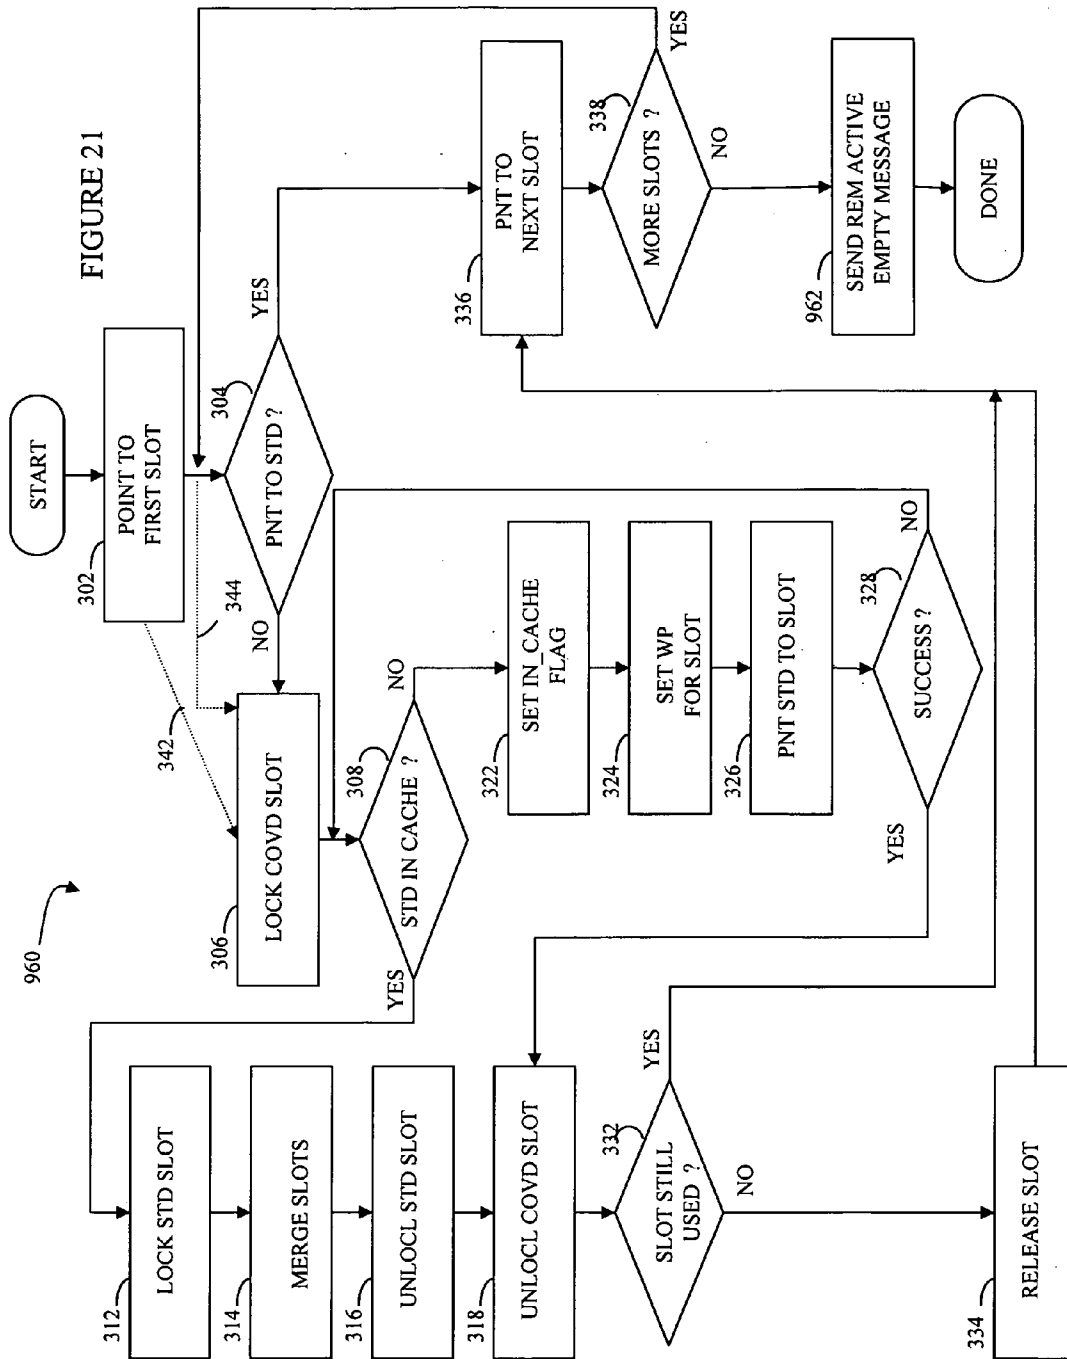 FIGURE 21
960
START
POINT TO
FIRST SLOT
302
344
342
PNT TO STD ?
304
YES
NO
LOCK COVD SLOT
306
STD IN CACHE ?
308
YES
NO
LOCK STD SLOT
312
MERGE SLOTS
314
UNLOCL STD SLOT
316
UNLOCL COVD SLOT
318
SET IN_CACHE
FLAG
322
SET WP
FOR SLOT
324
PNT STD TO SLOT
326
SUCCESS ?
328
YES
NO
SLOT STILL
USED ?
332
YES
NO
RELEASE SLOT
334
PNT TO
NEXT SLOT
336
MORE SLOTS ?
338
YES
NO
SEND REM ACTIVE
EMPTY MESSAGE
962
DONE